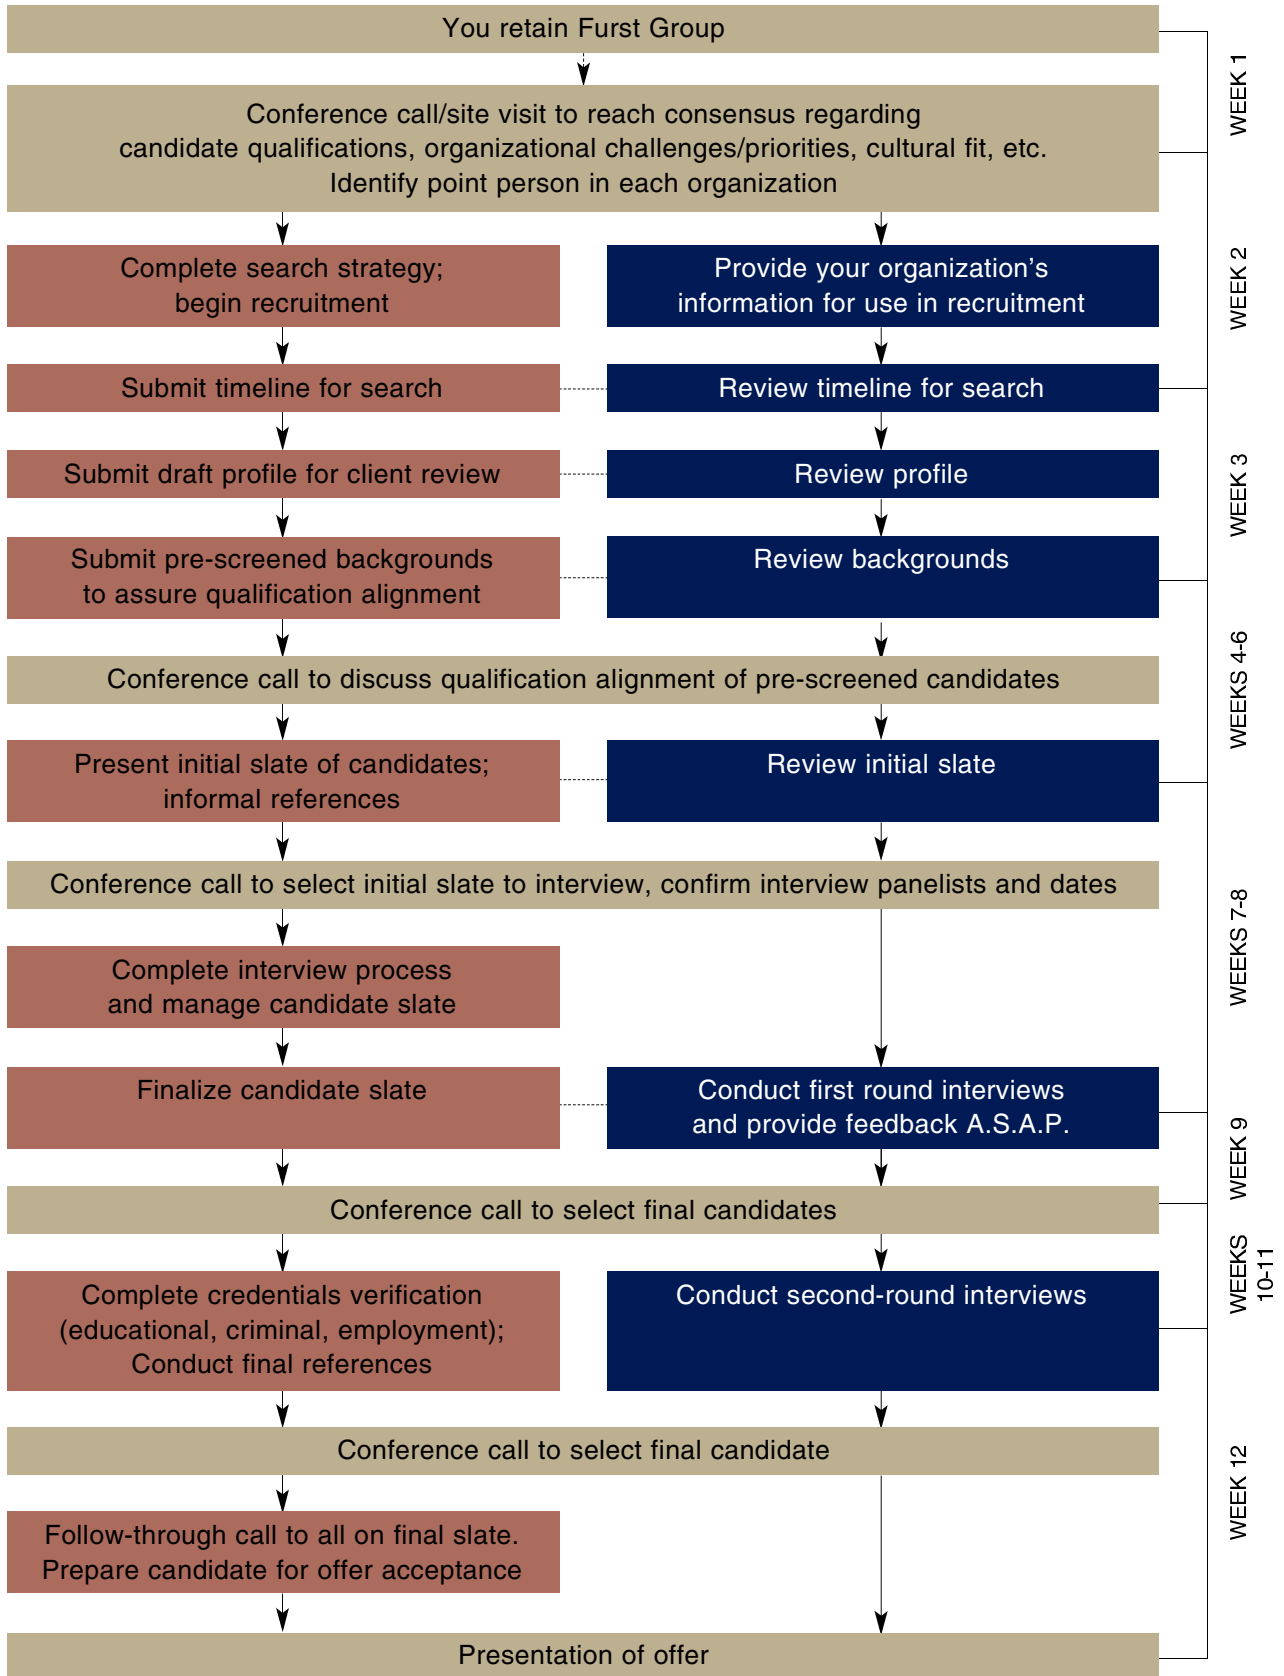 You retain Furst Group
WEEK 1
Conference call/site visit to reach consensus regarding
candidate qualifications, organizational challenges/priorities, cultural fit, etc.
Identify point person in each organization
Complete search strategy;
begin recruitment
Provide your organization's
information for use in recruitment
WEEK 2
Submit timeline for search
Review timeline for search
Submit draft profile for client review
Review profile
WEEK 3
Submit pre-screened backgrounds
to assure qualification alignment
Review backgrounds
Conference call to discuss qualification alignment of pre-screened candidates
WEEKS 4-6
Present initial slate of candidates;
informal references
Review initial slate
Conference call to select initial slate to interview, confirm interview panelists and dates
WEEKS 7-8
Complete interview process
and manage candidate slate
Finalize candidate slate
Conduct first round interviews
and provide feedback A.S.A.P.
WEEK 9
Conference call to select final candidates
Complete credentials verification
(educational, criminal, employment);
Conduct final references
Conduct second-round interviews
WEEKS
10-11
Conference call to select final candidate
WEEK 12
Follow-through call to all on final slate.
Prepare candidate for offer acceptance
Presentation of offer